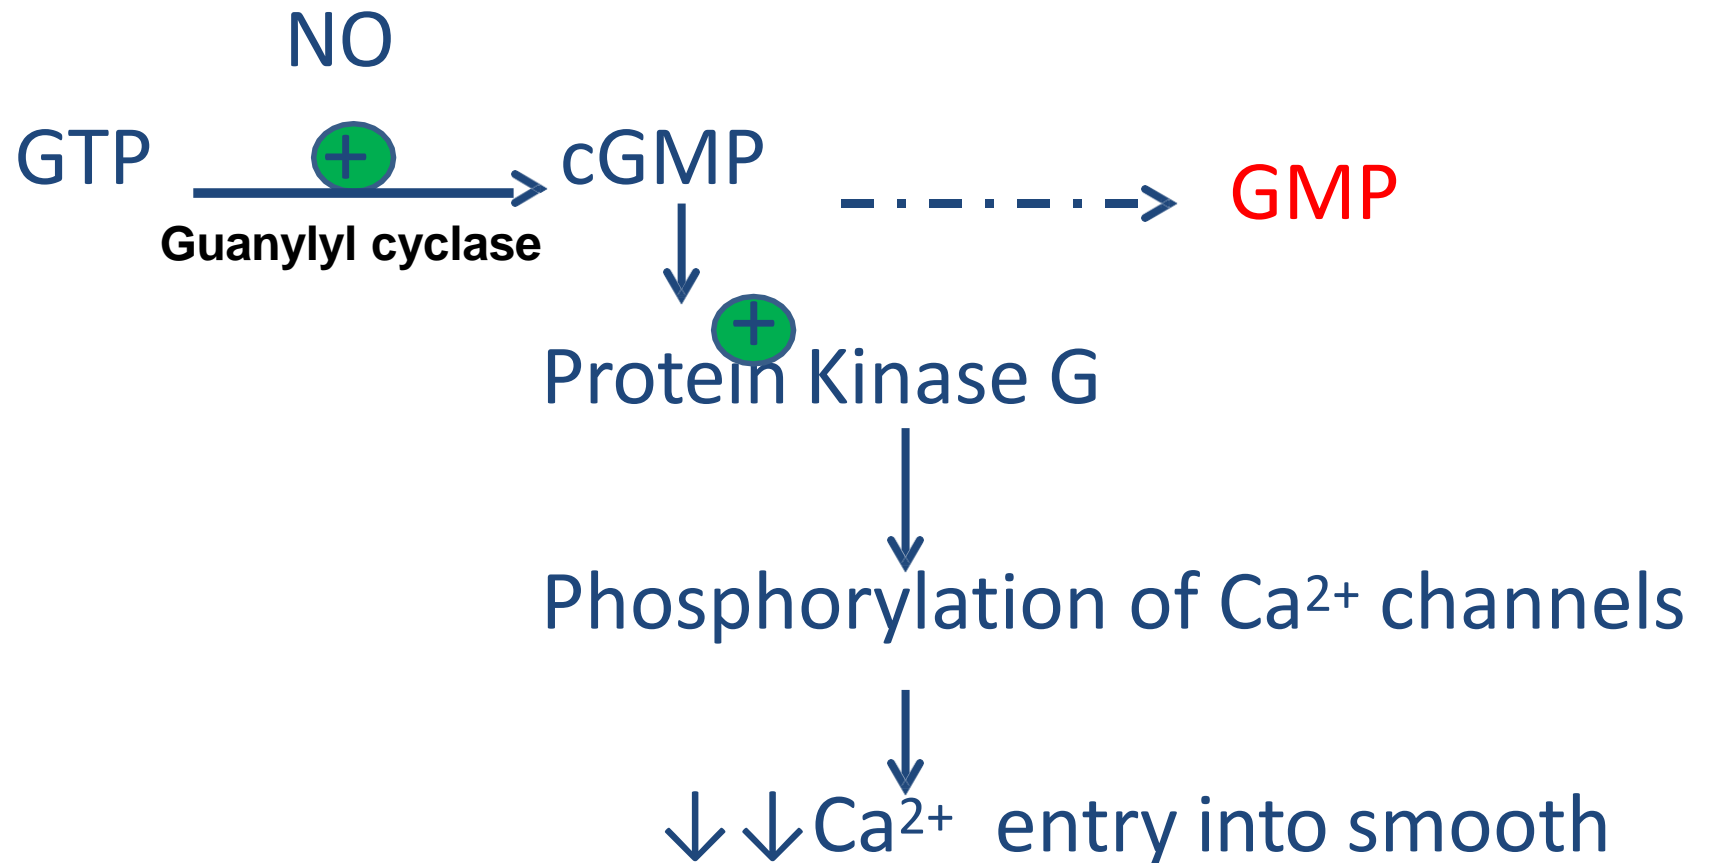 NO
GTP + cGMP
GMP
Guanylyl cyclase
+
Protein Kinase G
Phosphorylation of Ca²⁺ channels
↓↓Ca²⁺ entry into smooth